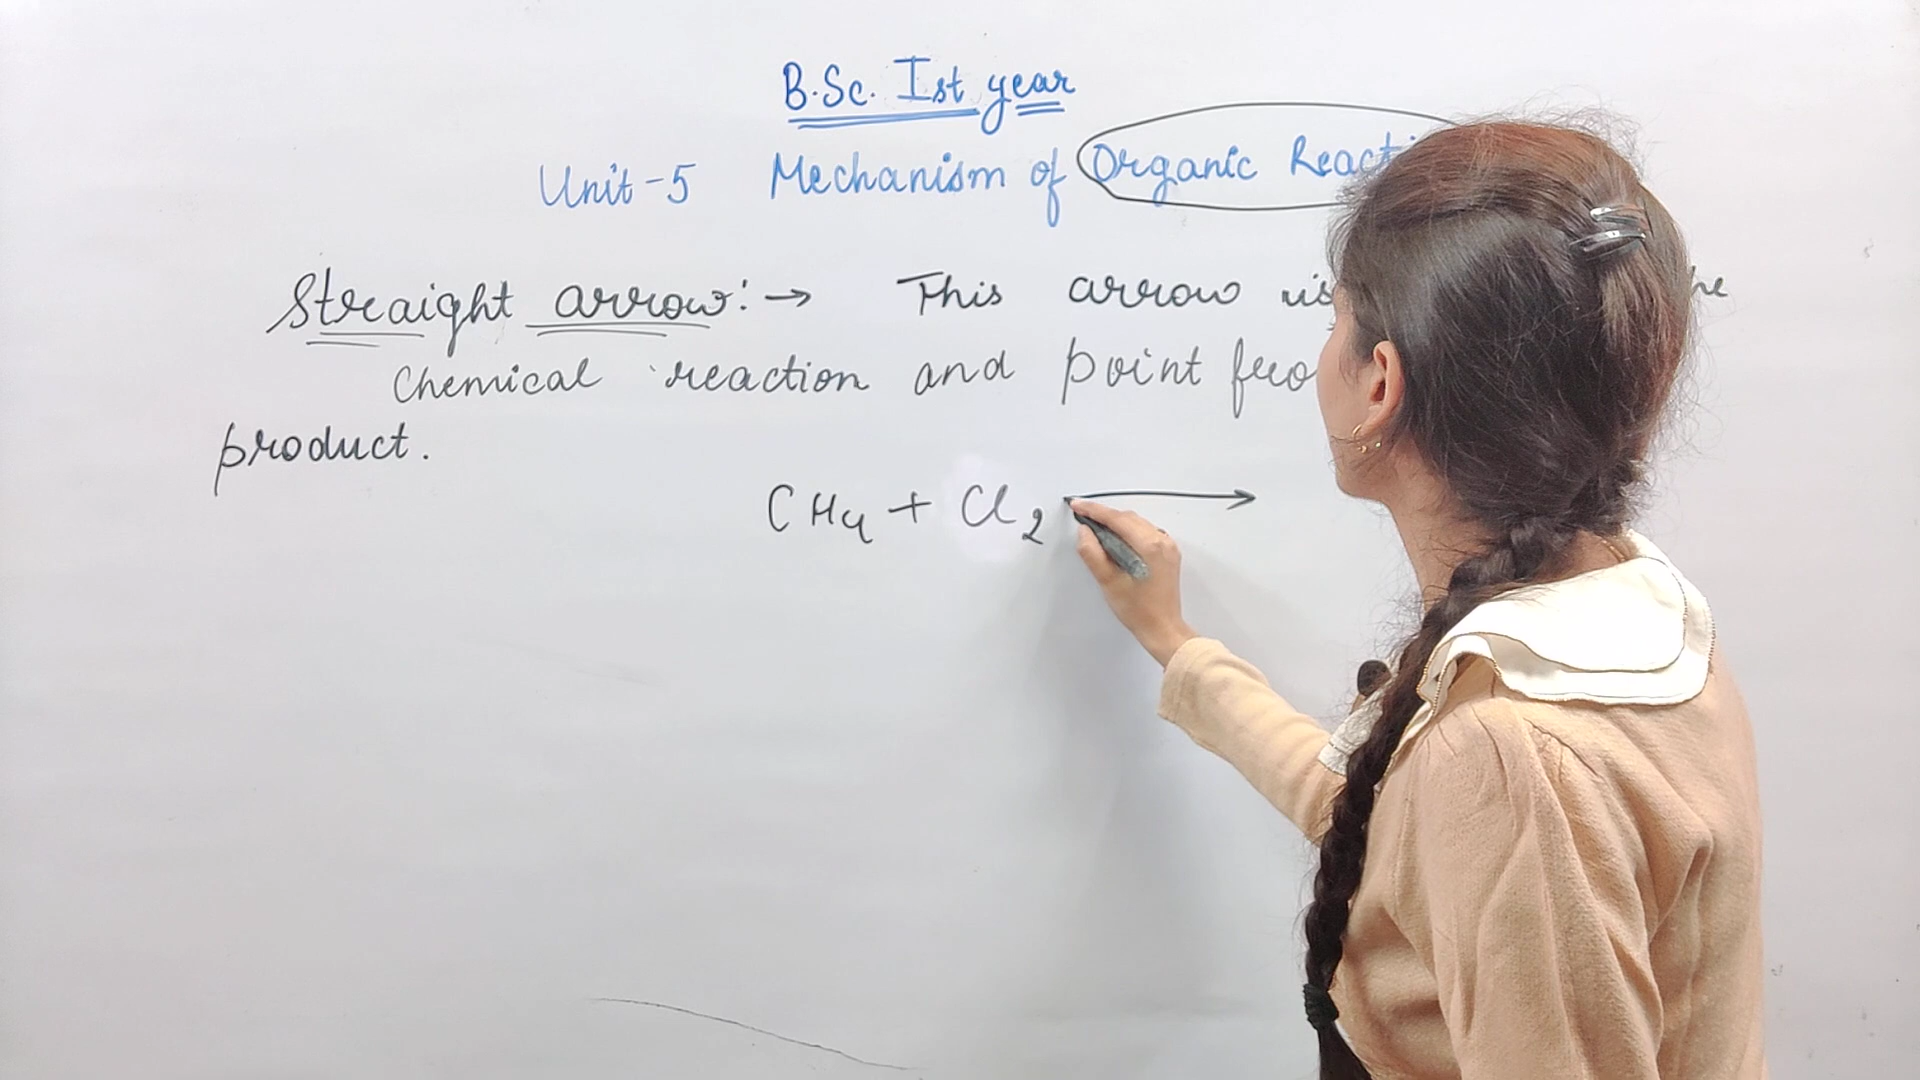 B.Sc. Ist year
Unit-5 Mechanism of Organic
Straight arrow:→ This arrow is
chemical reaction and point
product.
CH4 + Cl2 →